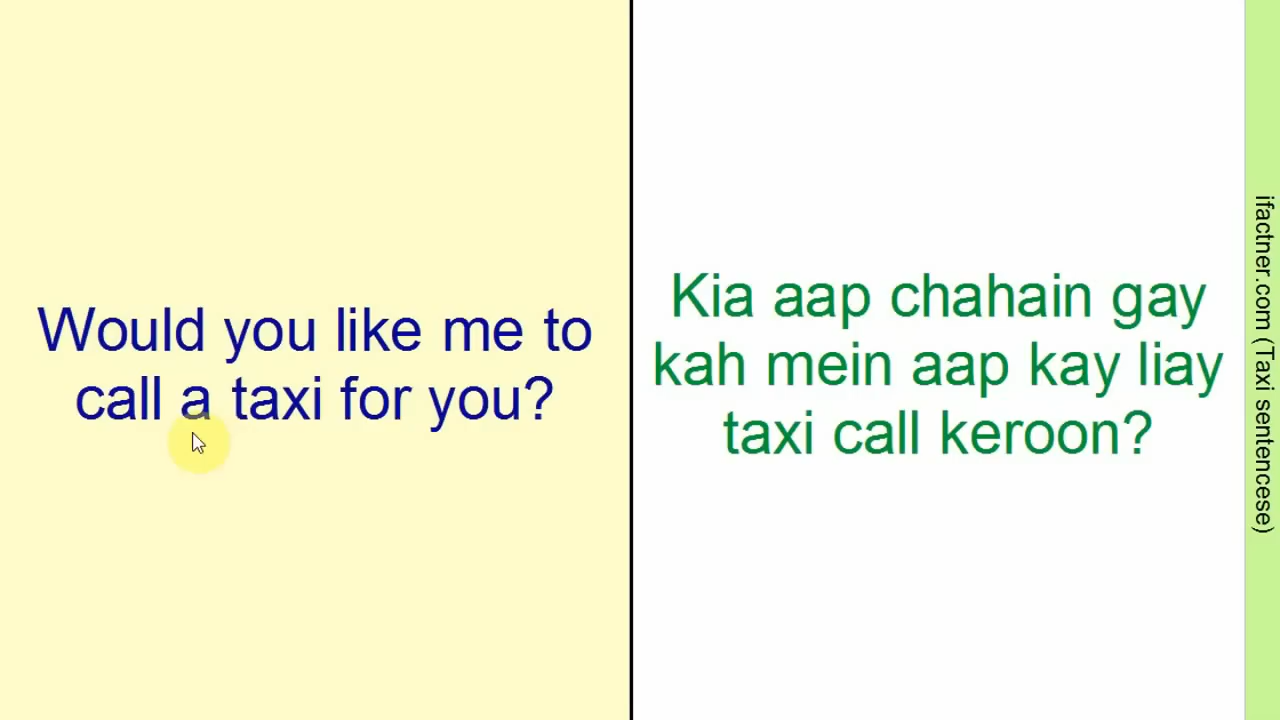 Would you like me to
call a taxi for you?
Kia aap chahain gay
kah mein aap kay liay
taxi call keroon?
ifactner.com (Taxi sentencese)